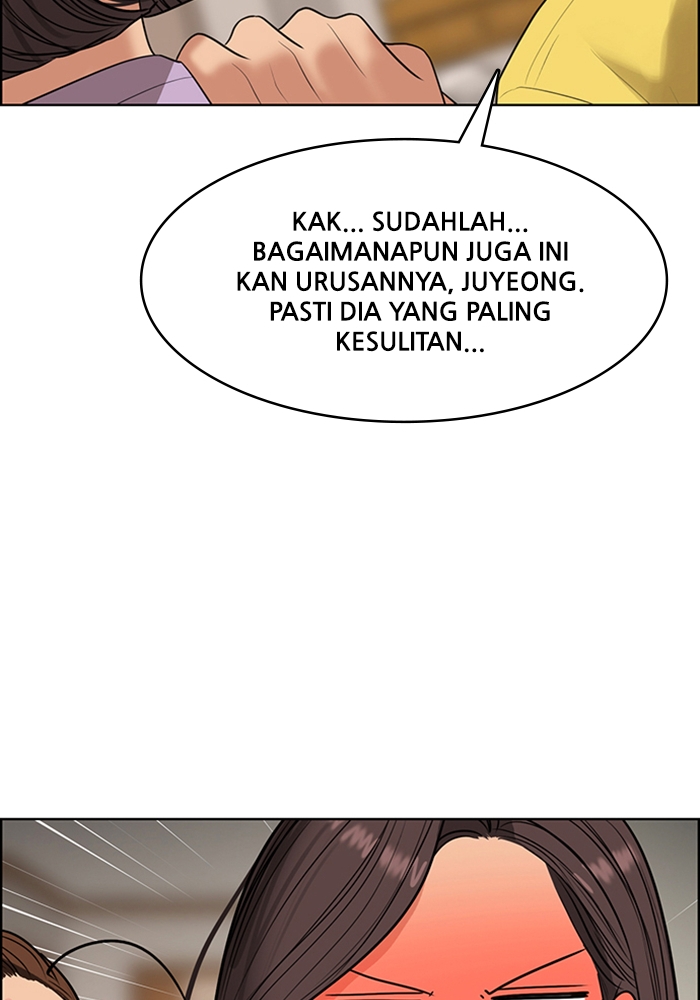 KAK... SUDAHLAH...
BAGAIMANAPUN JUGA INI
KAN URUSANNYA, JUYEONG.
PASTI DIA YANG PALING
KESULITAN...